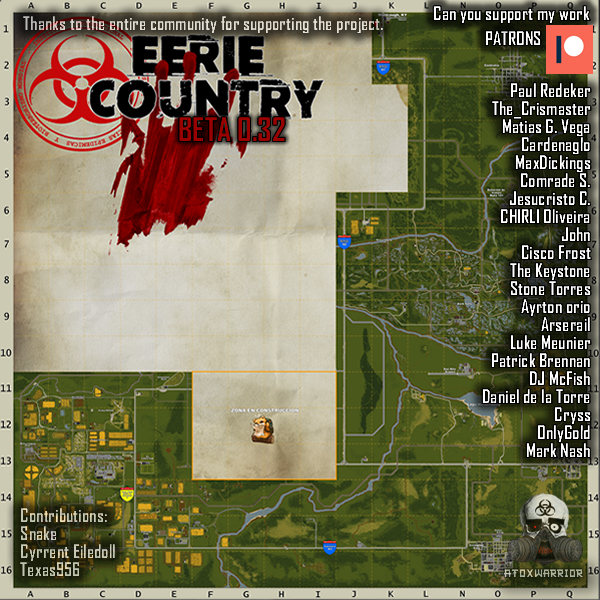 A B C D E F G H I J K L M N O P Q
Thanks to the entire community for supporting the project.
Can you support my work
PATRONS
EERIE
COUNTRY
BETA 0.32
Paul Redeker
The_Crismaster
Matias G. Vega
Cardenaglo
MaxDickings
Comrade S.
Jesucristo C.
CHIRLI Oliveira
John
Cisco Frost
The Keystone
Stone Torres
Ayrton orio
Arserail
Luke Meunier
Patrick Brennan
DJ McFish
Daniel de la Torre
Cryss
OnlyGold
Mark Nash
1
2
3
4
5
6
7
8
9
10
11
12
13
14
15
16
ZONA EN CONSTRUCCION
Contributions:
Snake
Cyrrent Eiledoll
Texas956
ATOXWARRIOR
A B C D E F G H I J K L M N O P Q